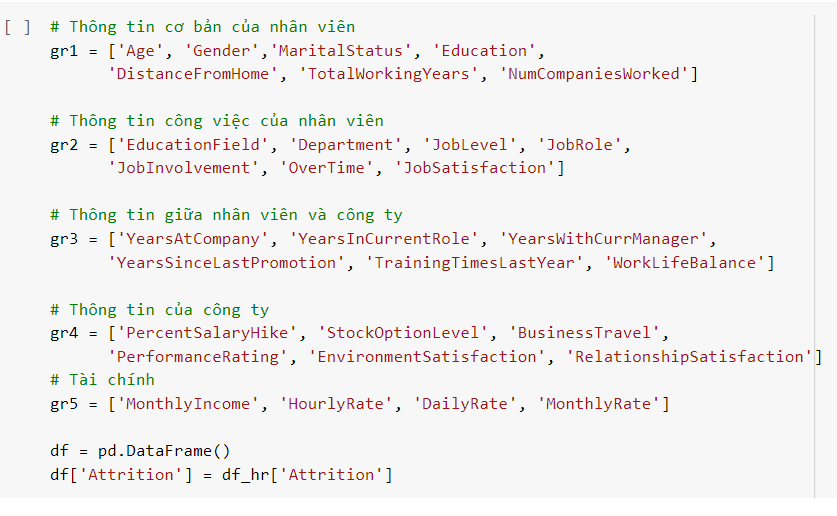 [ ] # Thông tin cơ bản của nhân viên
gr1 = ['Age', 'Gender','MaritalStatus', 'Education',
'DistanceFromHome', 'TotalWorkingYears', 'NumCompaniesWorked']
# Thông tin công việc của nhân viên
gr2 = ['EducationField', 'Department', 'JobLevel', 'JobRole',
'JobInvolvement', 'OverTime', 'JobSatisfaction']
# Thông tin giữa nhân viên và công ty
gr3 = ['YearsAtCompany', 'YearsInCurrentRole', 'YearsWithCurrManager',
'YearsSinceLastPromotion', 'TrainingTimesLastYear', 'WorkLifeBalance']
# Thông tin của công ty
gr4 = ['PercentSalaryHike', 'StockOptionLevel', 'BusinessTravel',
'PerformanceRating', 'EnvironmentSatisfaction', 'RelationshipSatisfaction']
# Tài chính
gr5 = ['MonthlyIncome', 'HourlyRate', 'DailyRate', 'MonthlyRate']
df = pd.DataFrame()
df['Attrition'] = df_hr['Attrition']